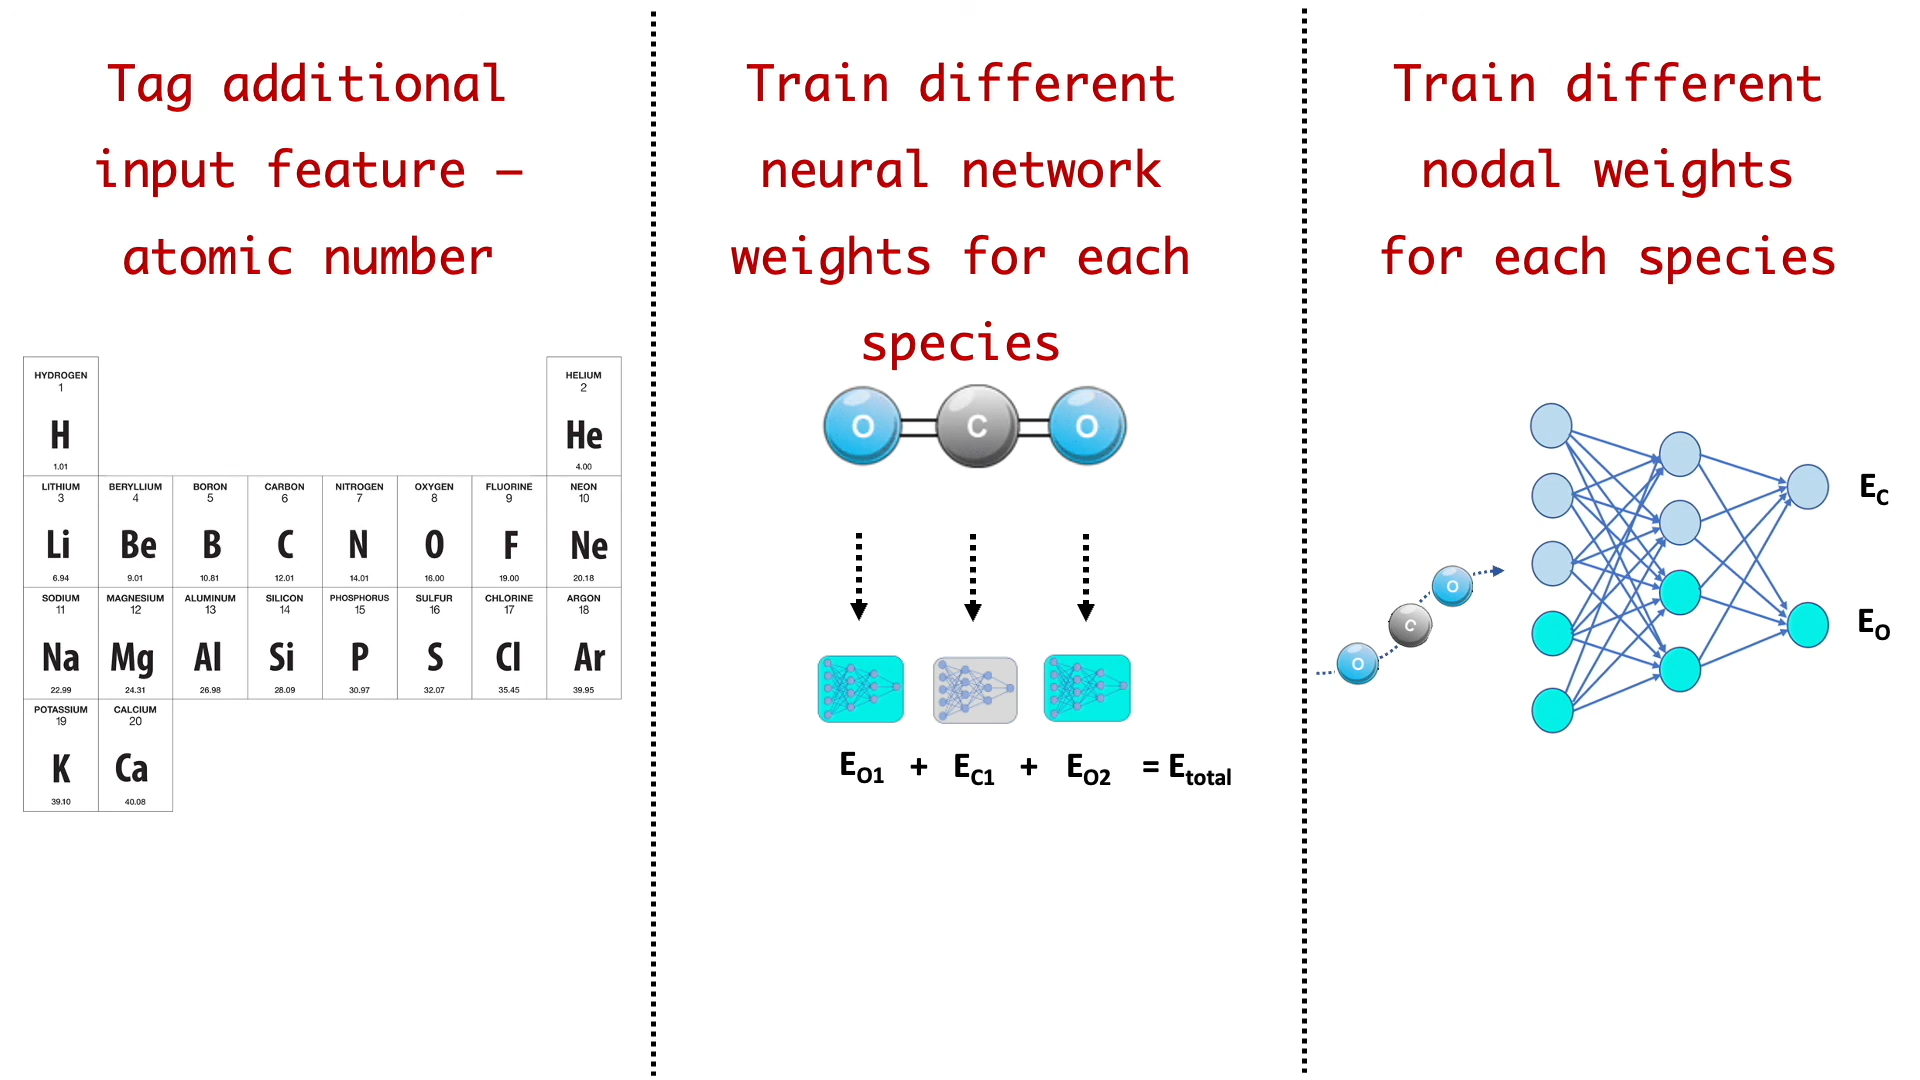 Tag additional
input feature –
atomic number
HYDROGEN
1
H
1.01
HELIUM
2
He
4.00
LITHIUM
3
Li
6.94
BERYLLIUM
4
Be
9.01
BORON
5
B
10.81
CARBON
6
C
12.01
NITROGEN
7
N
14.01
OXYGEN
8
O
16.00
FLUORINE
9
F
19.00
NEON
10
Ne
20.18
SODIUM
11
Na
22.99
MAGNESIUM
12
Mg
24.31
ALUMINUM
13
Al
26.98
SILICON
14
Si
28.09
PHOSPHORUS
15
P
30.97
SULFUR
16
S
32.07
CHLORINE
17
Cl
35.45
ARGON
18
Ar
39.95
POTASSIUM
19
K
39.10
CALCIUM
20
Ca
40.08
Train different
neural network
weights for each
species
O C O
EO1 + EC1 + EO2 = Etotal
Train different
nodal weights
for each species
O
C
O
EC
EO